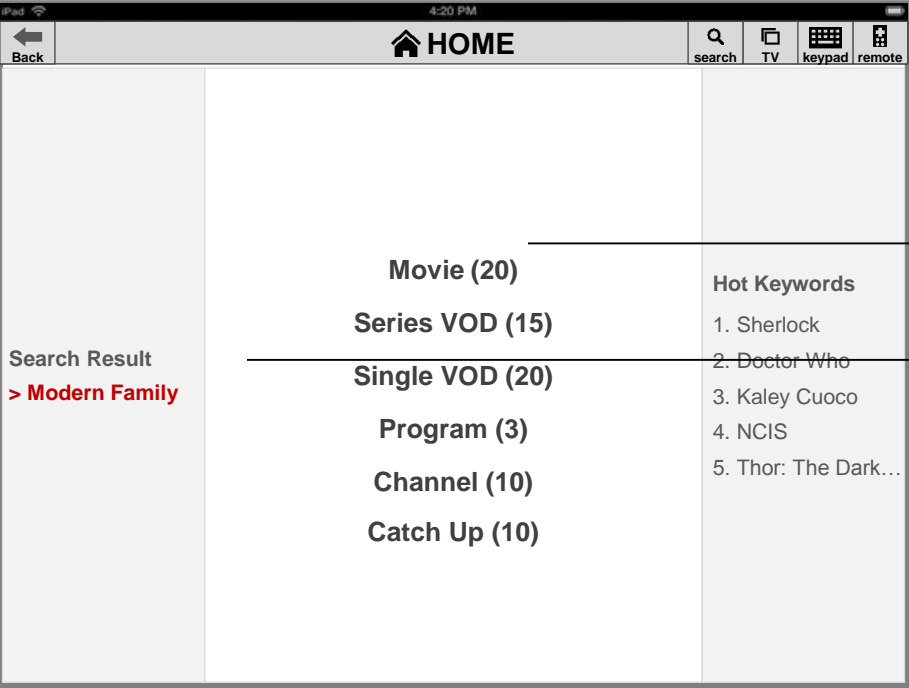 iPad 4:20 PM
Back
HOME
search
TV
keypad
remote
Search Result
> Modern Family
Movie (20)
Series VOD (15)
Single VOD (20)
Program (3)
Channel (10)
Catch Up (10)
Hot Keywords
1. Sherlock
2. Doctor Who
3. Kaley Cuoco
4. NCIS
5. Thor: The Dark…